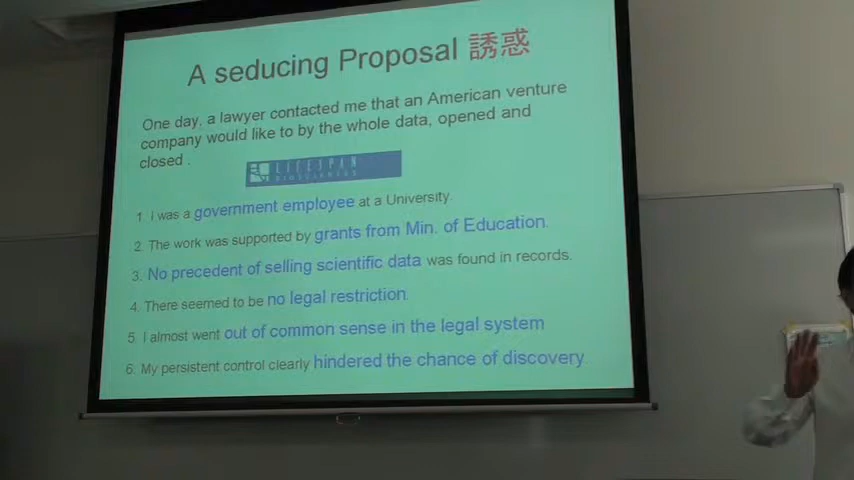 A seducing Proposal 誘惑
One day, a lawyer contacted me that an American venture
company would like to by the whole data, opened and
closed .
LIFESPAN
BIOSCIENCES
1. I was a government employee at a University.
2. The work was supported by grants from Min. of Education.
3. No precedent of selling scientific data was found in records.
4. There seemed to be no legal restriction.
5. I almost went out of common sense in the legal system
6. My persistent control clearly hindered the chance of discovery.